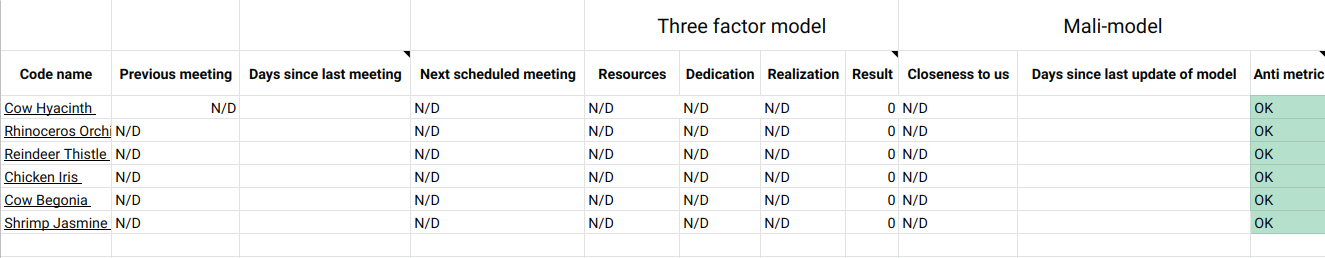 Three factor model Mali-model
Code name Previous meeting Days since last meeting Next scheduled meeting Resources Dedication Realization Result Closeness to us Days since last update of model Anti metric
Cow Hyacinth N/D N/D N/D N/D N/D 0 N/D OK
Rhinoceros Orchi N/D N/D N/D N/D N/D 0 N/D OK
Reindeer Thistle N/D N/D N/D N/D N/D 0 N/D OK
Chicken Iris N/D N/D N/D N/D N/D 0 N/D OK
Cow Begonia N/D N/D N/D N/D N/D 0 N/D OK
Shrimp Jasmine N/D N/D N/D N/D N/D 0 N/D OK